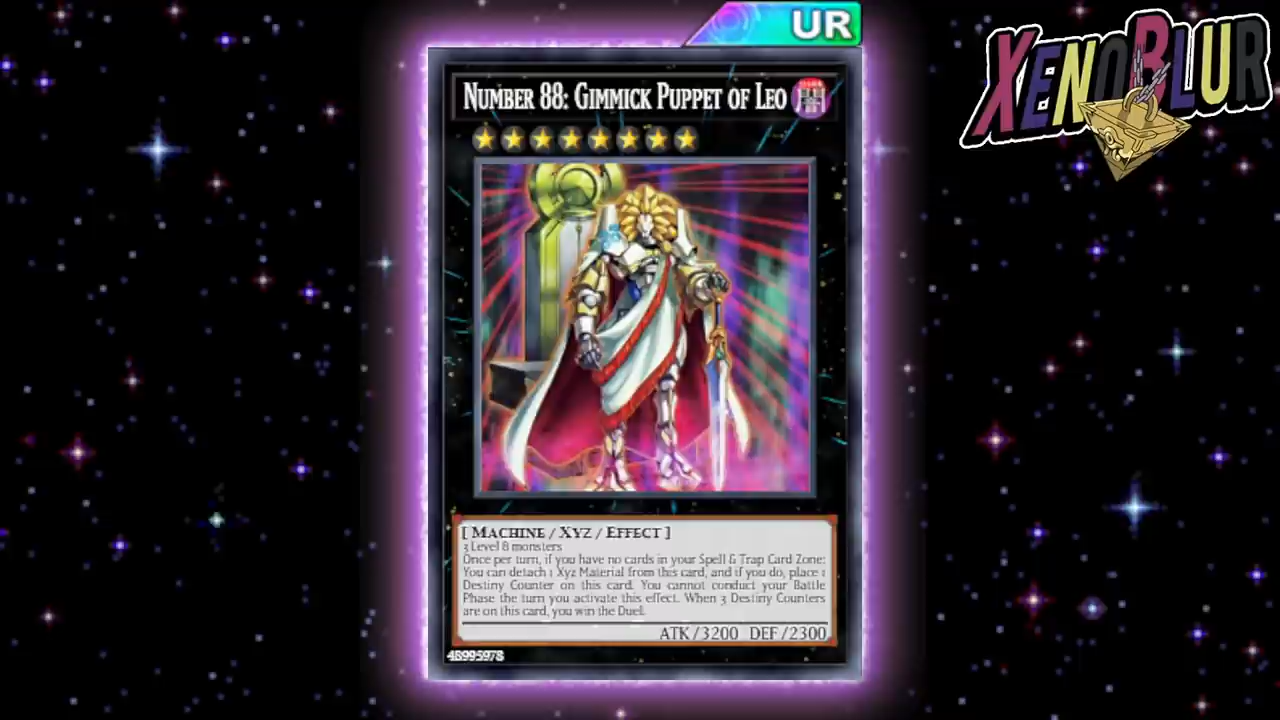 UR
XENOBLUR
NUMBER 88: GIMMICK PUPPET OF LEO
[ MACHINE / XYZ / EFFECT ]
3 Level 8 monsters
Once per turn, if you have no cards in your Spell & Trap Card Zone:
You can detach 1 Xyz Material from this card, and if you do, place 1
Destiny Counter on this card. You cannot conduct your Battle
Phase the turn you activate this effect. When 3 Destiny Counters
are on this card, you win the Duel.
ATK/3200 DEF/2300
48995978